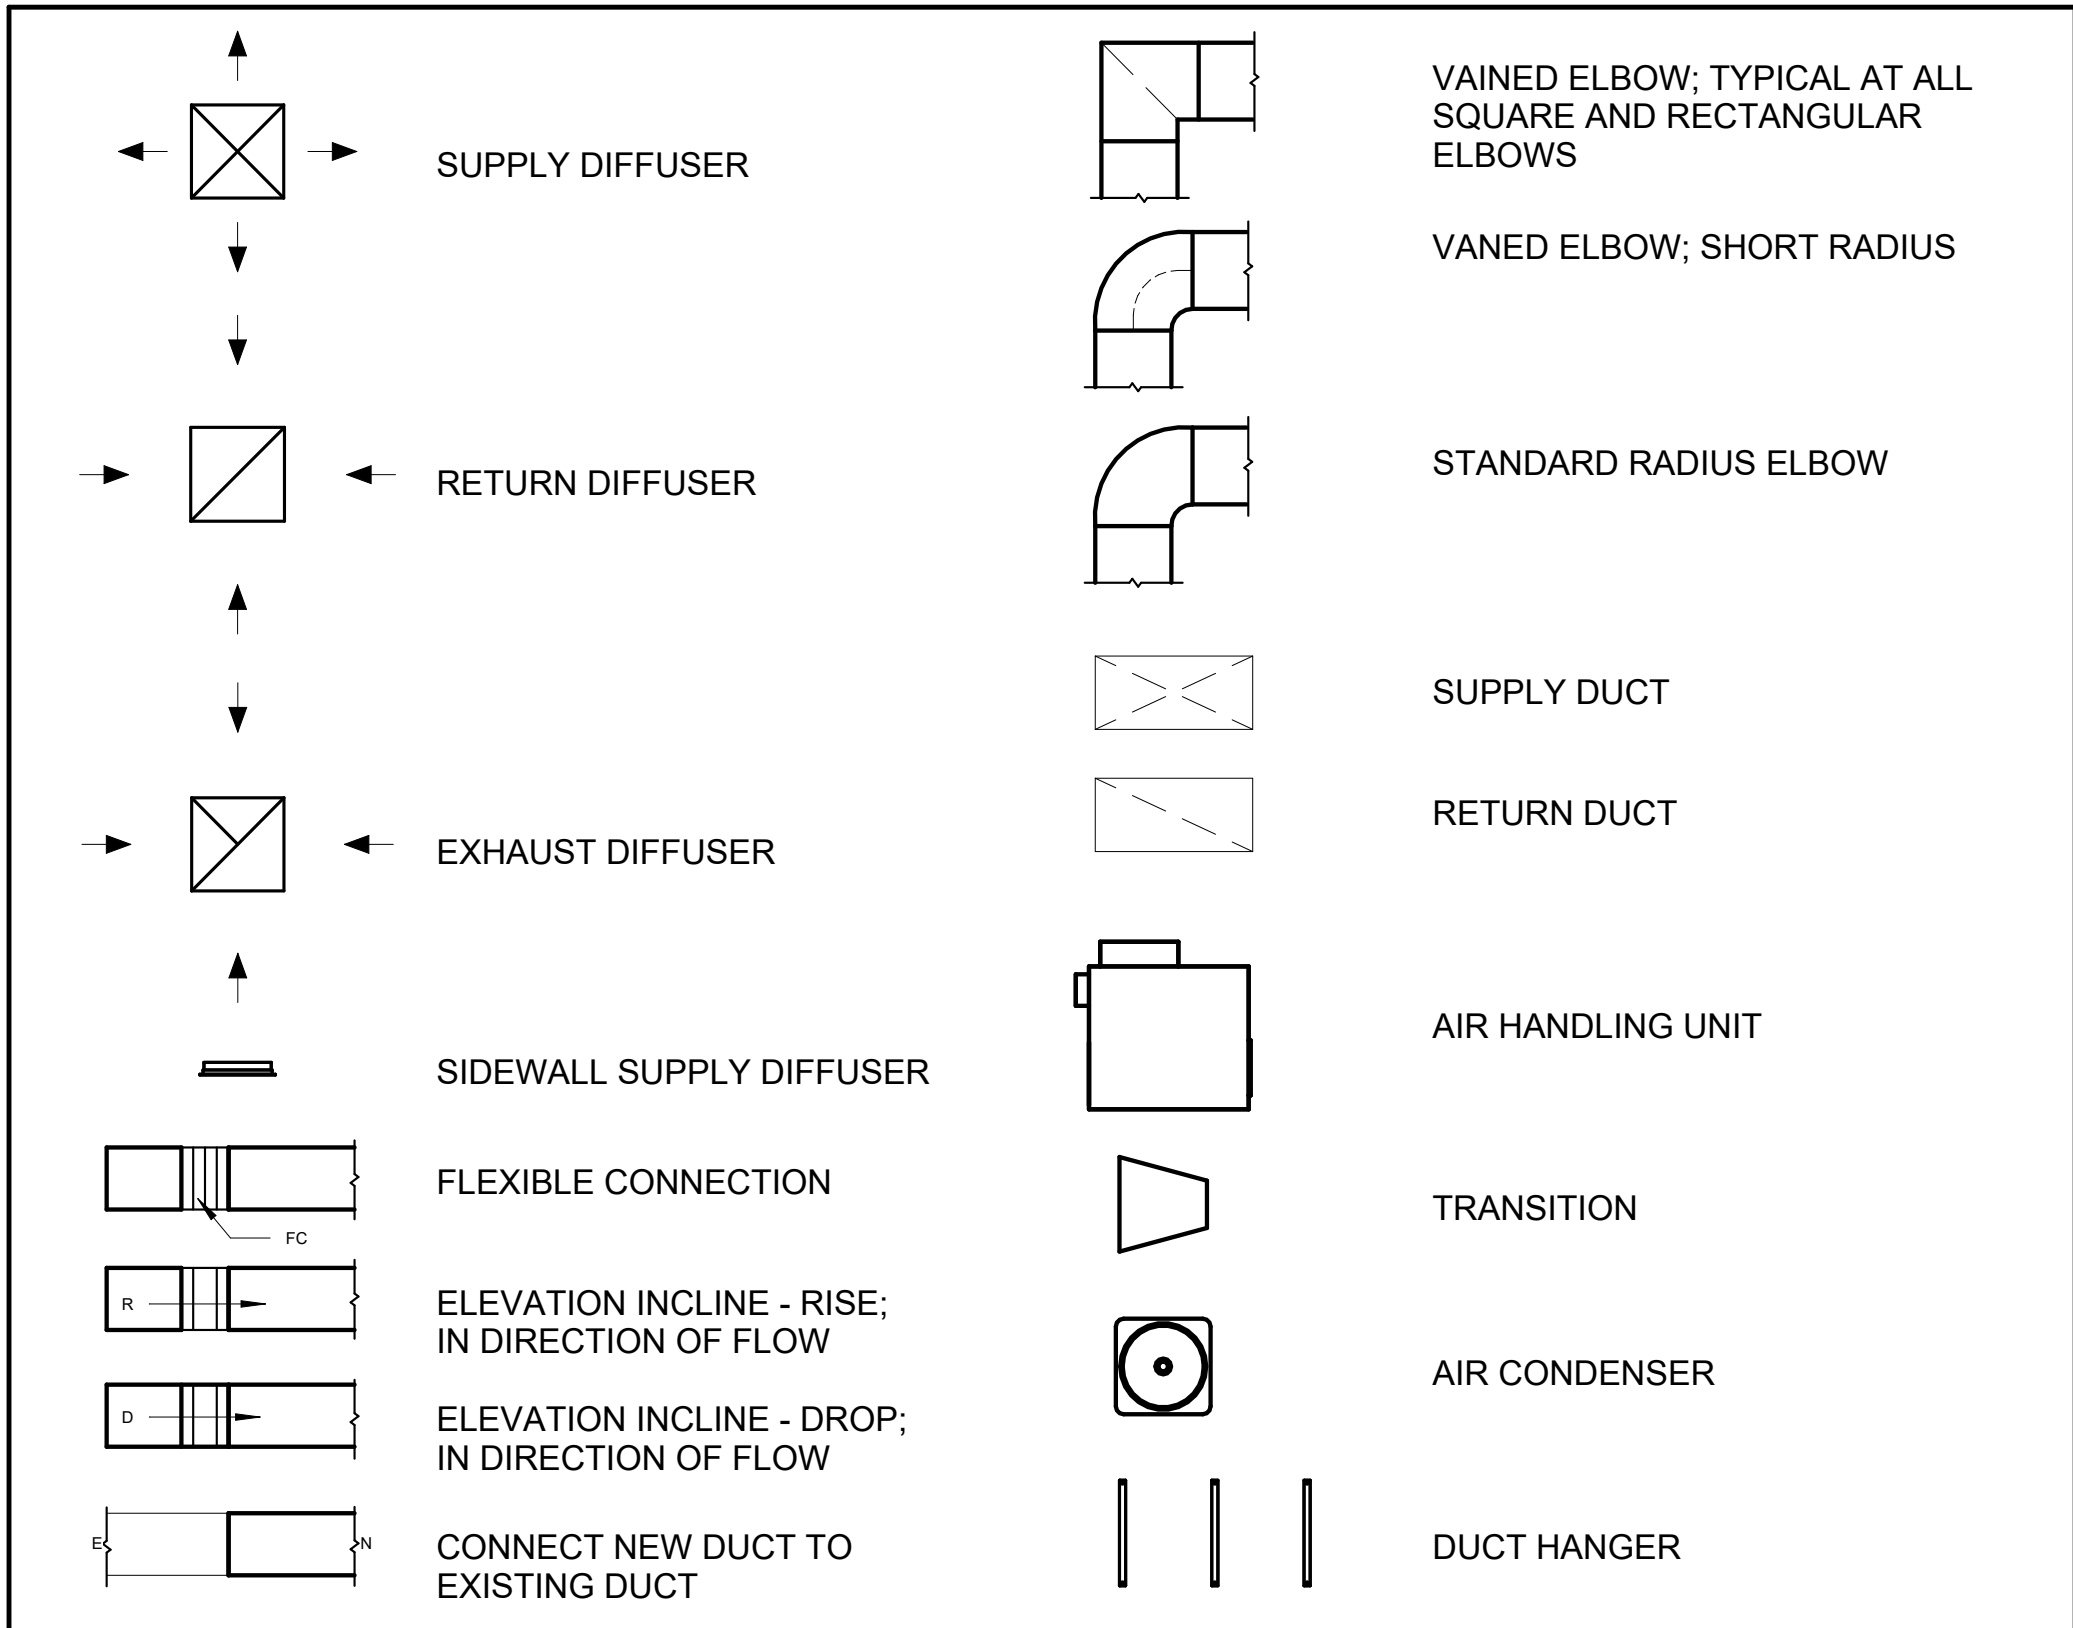 SUPPLY DIFFUSER
RETURN DIFFUSER
EXHAUST DIFFUSER
SIDEWALL SUPPLY DIFFUSER
FLEXIBLE CONNECTION
FC
R
ELEVATION INCLINE - RISE;
IN DIRECTION OF FLOW
D
ELEVATION INCLINE - DROP;
IN DIRECTION OF FLOW
E
N
CONNECT NEW DUCT TO
EXISTING DUCT
VAINED ELBOW; TYPICAL AT ALL
SQUARE AND RECTANGULAR
ELBOWS
VANED ELBOW; SHORT RADIUS
STANDARD RADIUS ELBOW
SUPPLY DUCT
RETURN DUCT
AIR HANDLING UNIT
TRANSITION
AIR CONDENSER
DUCT HANGER